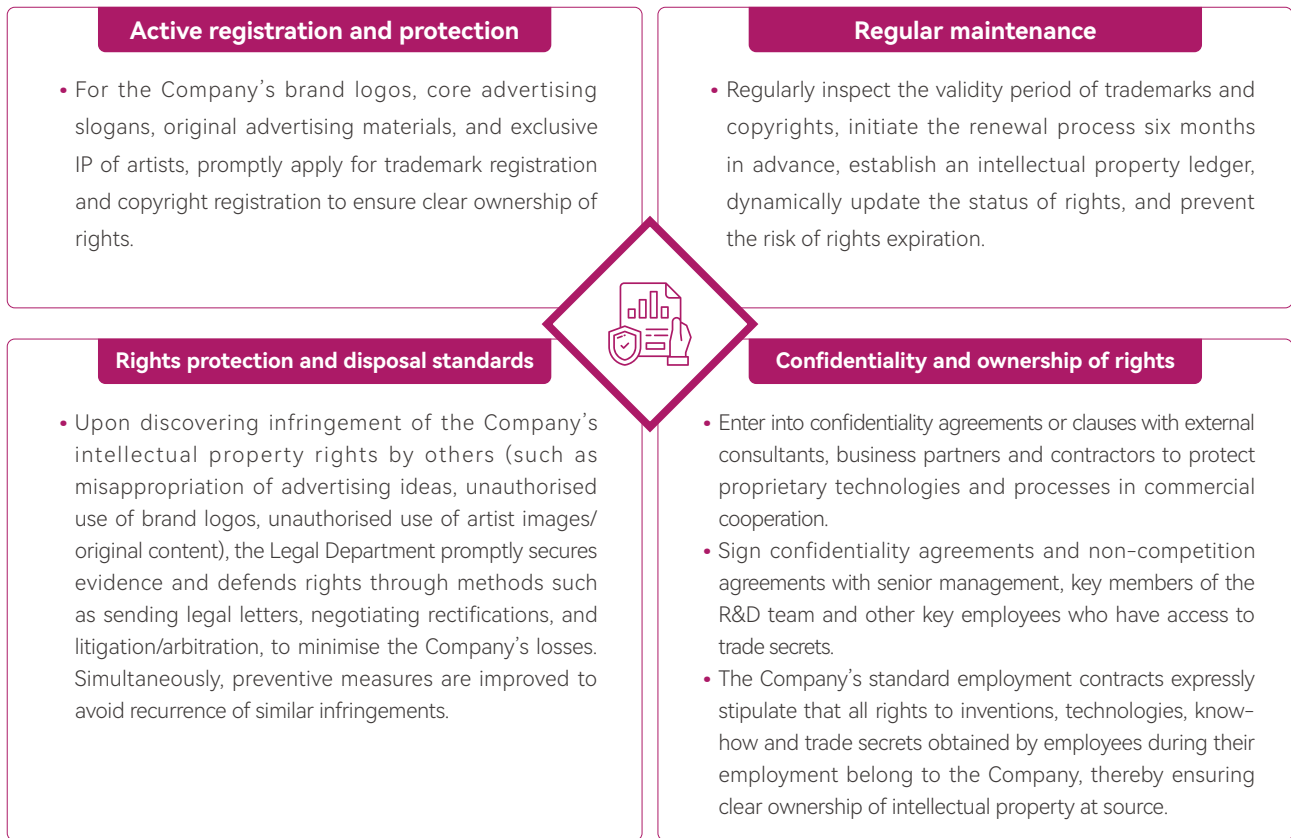 Active registration and protection
• For the Company’s brand logos, core advertising
slogans, original advertising materials, and exclusive
IP of artists, promptly apply for trademark registration
and copyright registration to ensure clear ownership of
rights.
Regular maintenance
• Regularly inspect the validity period of trademarks and
copyrights, initiate the renewal process six months
in advance, establish an intellectual property ledger,
dynamically update the status of rights, and prevent
the risk of rights expiration.
Rights protection and disposal standards
• Upon discovering infringement of the Company’s
intellectual property rights by others (such as
misappropriation of advertising ideas, unauthorised
use of brand logos, unauthorised use of artist images/
original content), the Legal Department promptly secures
evidence and defends rights through methods such
as sending legal letters, negotiating rectifications, and
litigation/arbitration, to minimise the Company’s losses.
Simultaneously, preventive measures are improved to
avoid recurrence of similar infringements.
Confidentiality and ownership of rights
• Enter into confidentiality agreements or clauses with external
consultants, business partners and contractors to protect
proprietary technologies and processes in commercial
cooperation.
• Sign confidentiality agreements and non-competition
agreements with senior management, key members of the
R&D team and other key employees who have access to
trade secrets.
• The Company’s standard employment contracts expressly
stipulate that all rights to inventions, technologies, know-
how and trade secrets obtained by employees during their
employment belong to the Company, thereby ensuring
clear ownership of intellectual property at source.